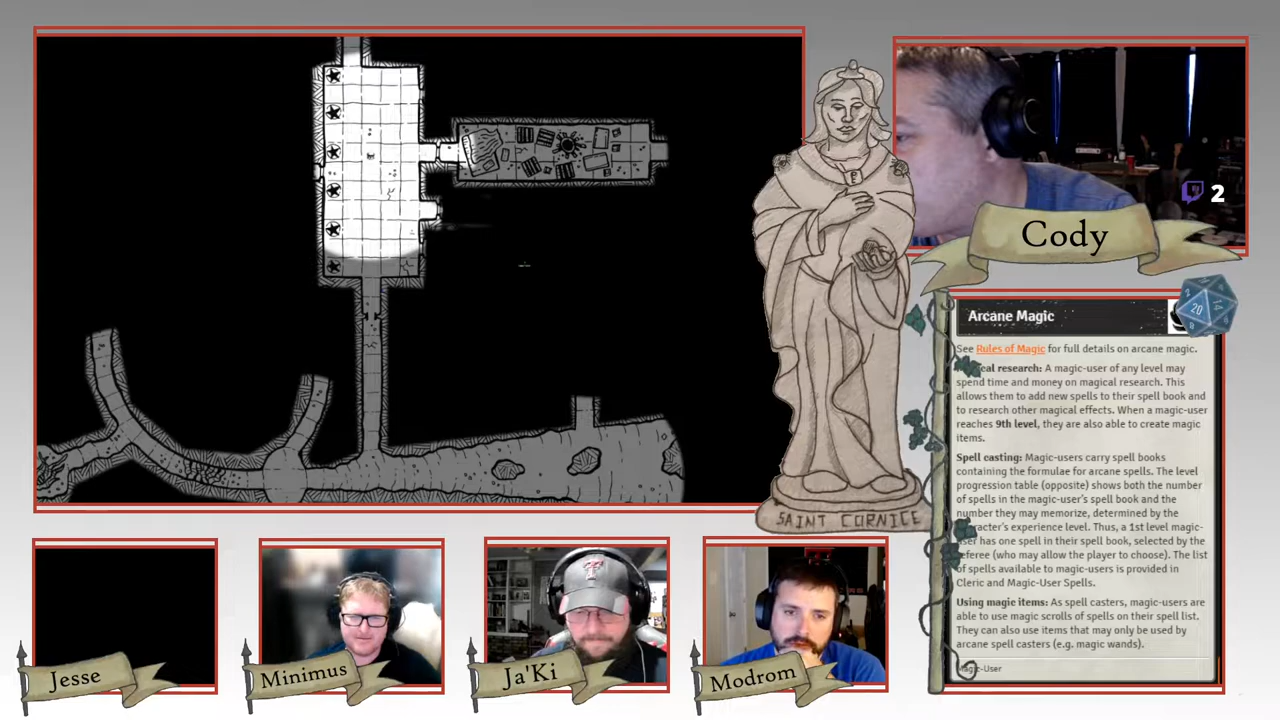 2
Cody
20
14
SAINT CORNICE
Arcane Magic
See Rules of Magic for full details on arcane magic.
research: A magic-user of any level may
spend time and money on magical research. This
allows them to add new spells to their spell book and
to research other magical effects. When a magic-user
reaches 9th level, they are also able to create magic
items.
Spell casting: Magic-users carry spell books
containing the formulae for arcane spells. The level
progression table (opposite) shows both the number
of spells in the magic-user's spell book and the
number they may memorize, determined by the
experience level. Thus, a 1st level magic-
has one spell in their spell book, selected by the
(who may allow the player to choose). The list
of spells available to magic-users is provided in
Cleric and Magic-User Spells.
Using magic items: As spell casters, magic-users are
able to use magic scrolls of spells on their spell list.
They can also use items that may only be used by
arcane spell casters (e.g. magic wands).
Magic-User
Jesse
Minimus
Ja'Ki
Modrom